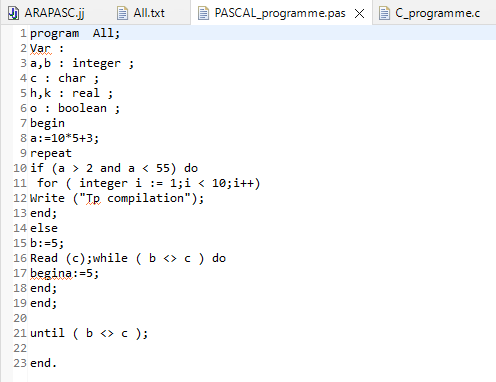 ARAPASC.jj All.txt PASCAL_programme.pas C_programme.c
1 program  All;
2 Var :
3 a,b : integer ;
4 c : char ;
5 h,k : real ;
6 o : boolean ;
7 begin
8 a:=10*5+3;
9 repeat
10 if (a > 2 and a < 55) do
11  for ( integer i := 1;i < 10;i++)
12 Write ("Tp compilation");
13 end;
14 else
15 b:=5;
16 Read (c);while ( b <> c ) do
17 begina:=5;
18 end;
19 end;
20
21 until ( b <> c );
22
23 end.